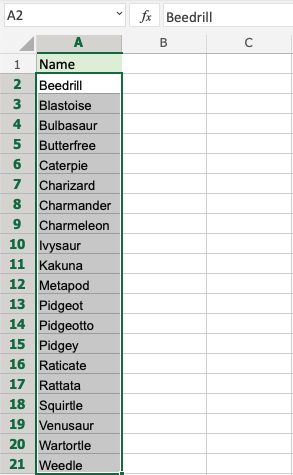 A2 fx Beedrill
A B C
1 Name
2 Beedrill
3 Blastoise
4 Bulbasaur
5 Butterfree
6 Caterpie
7 Charizard
8 Charmander
9 Charmeleon
10 Ivysaur
11 Kakuna
12 Metapod
13 Pidgeot
14 Pidgeotto
15 Pidgey
16 Raticate
17 Rattata
18 Squirtle
19 Venusaur
20 Wartortle
21 Weedle